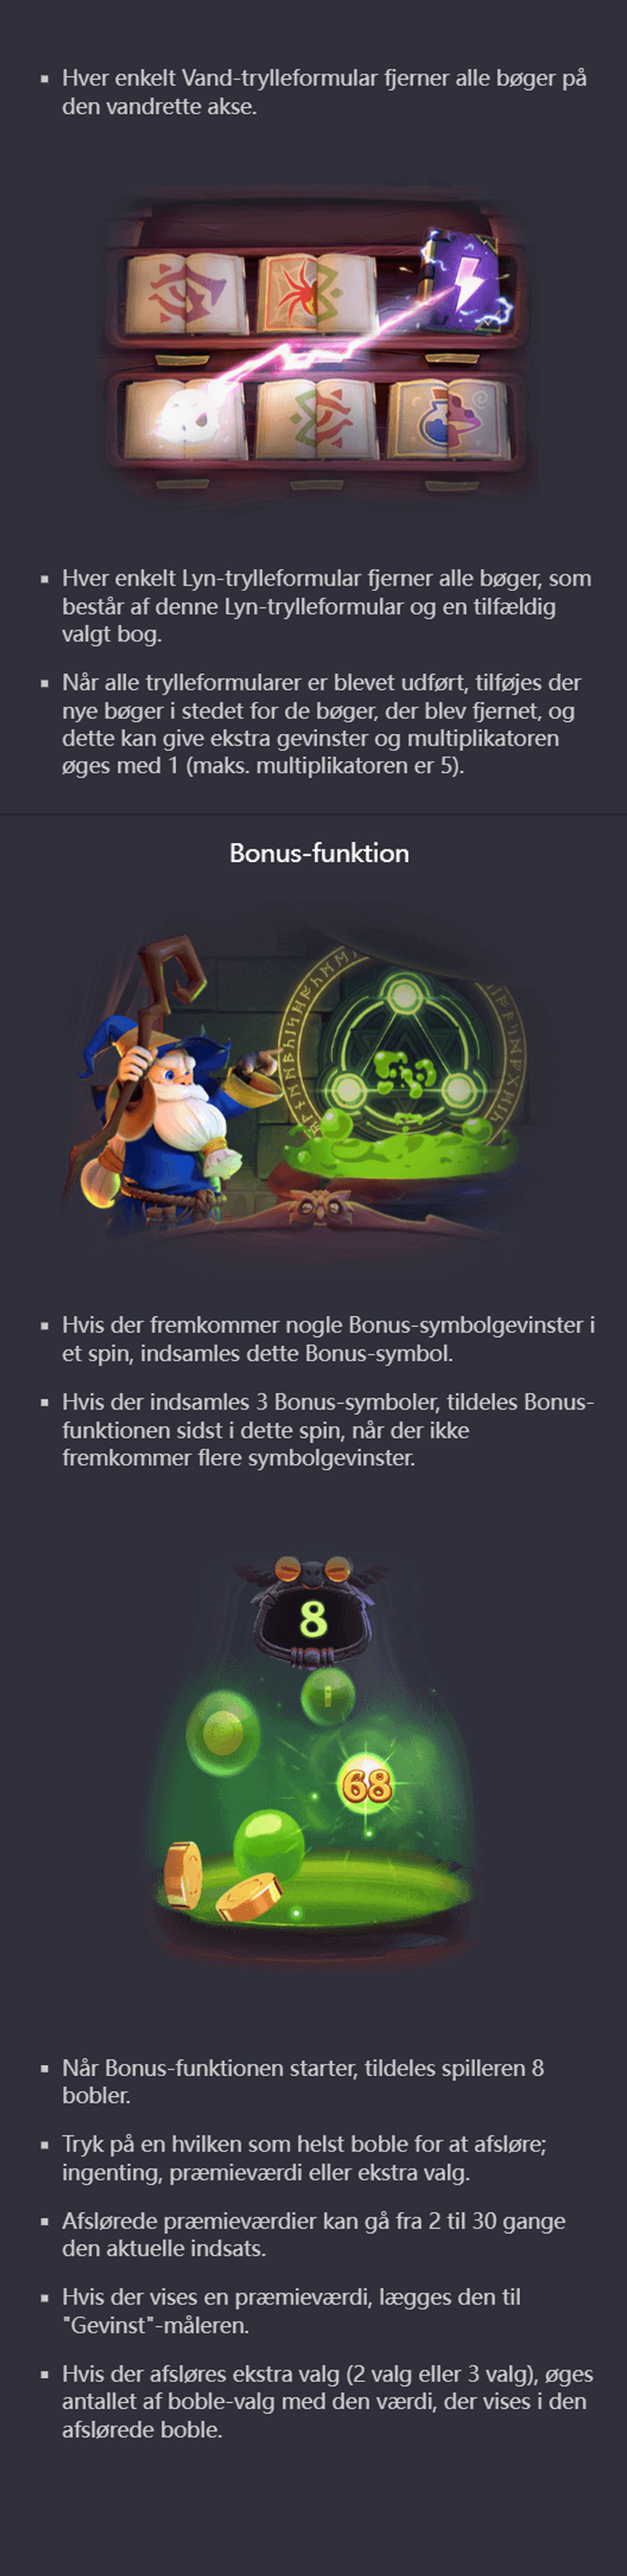 ▪ Hver enkelt Vand-trylleformular fjerner alle bøger på
den vandrette akse.
▪ Hver enkelt Lyn-trylleformular fjerner alle bøger, som
består af denne Lyn-trylleformular og en tilfældig
valgt bog.
▪ Når alle trylleformularer er blevet udført, tilføjes der
nye bøger i stedet for de bøger, der blev fjernet, og
dette kan give ekstra gevinster og multiplikatoren
øges med 1 (maks. multiplikatoren er 5).
Bonus-funktion
▪ Hvis der fremkommer nogle Bonus-symbolgevinster i
et spin, indsamles dette Bonus-symbol.
▪ Hvis der indsamles 3 Bonus-symboler, tildeles Bonus-
funktionen sidst i dette spin, når der ikke
fremkommer flere symbolgevinster.
8
68
▪ Når Bonus-funktionen starter, tildeles spilleren 8
bobler.
▪ Tryk på en hvilken som helst boble for at afsløre;
ingenting, præmieværdi eller ekstra valg.
▪ Afslørede præmieværdier kan gå fra 2 til 30 gange
den aktuelle indsats.
▪ Hvis der vises en præmieværdi, lægges den til
"Gevinst"-måleren.
▪ Hvis der afsløres ekstra valg (2 valg eller 3 valg), øges
antallet af boble-valg med den værdi, der vises i den
afslørede boble.